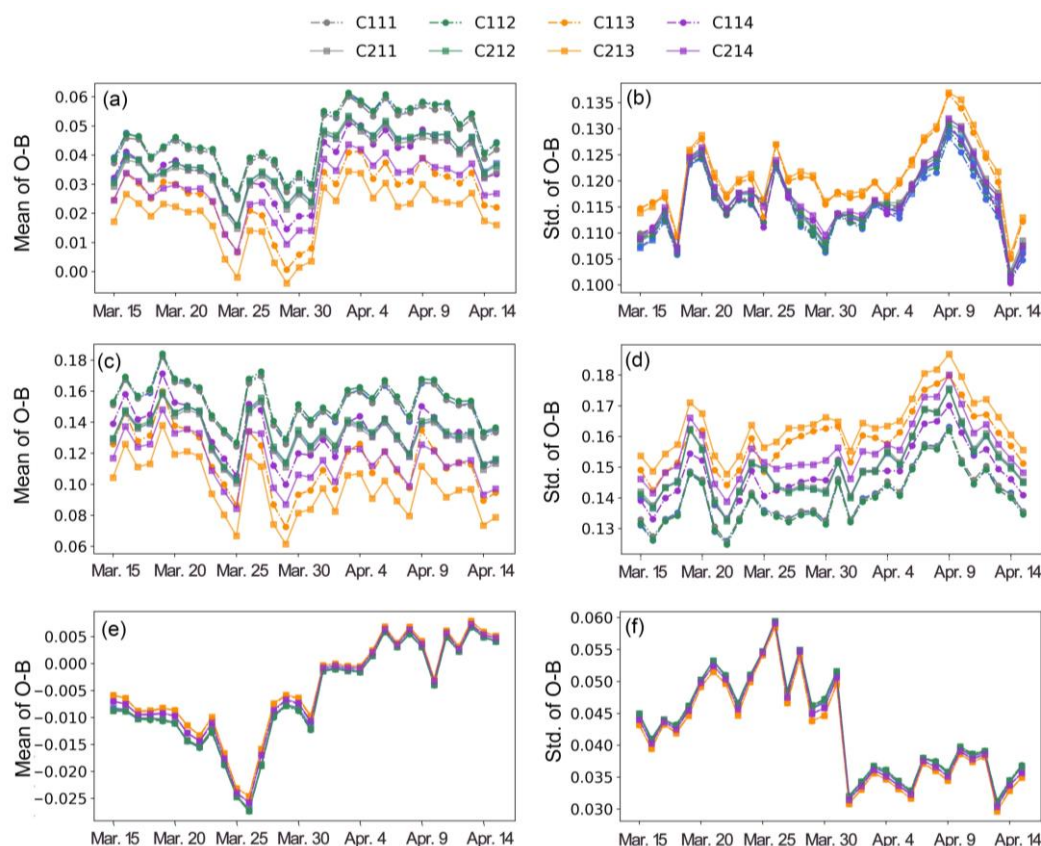 C111 C112 C113 C114
C211 C212 C213 C214
(a)
Mean of O-B
0.06
0.05
0.04
0.03
0.02
0.01
0.00
Mar. 15 Mar. 20 Mar. 25 Mar. 30 Apr. 4 Apr. 9 Apr. 14
(b)
Std. of O-B
0.135
0.130
0.125
0.120
0.115
0.110
0.105
0.100
Mar. 15 Mar. 20 Mar. 25 Mar. 30 Apr. 4 Apr. 9 Apr. 14
(c)
Mean of O-B
0.18
0.16
0.14
0.12
0.10
0.08
0.06
Mar. 15 Mar. 20 Mar. 25 Mar. 30 Apr. 4 Apr. 9 Apr. 14
(d)
Std. of O-B
0.18
0.17
0.16
0.15
0.14
0.13
Mar. 15 Mar. 20 Mar. 25 Mar. 30 Apr. 4 Apr. 9 Apr. 14
(e)
Mean of O-B
0.005
0.000
−0.005
−0.010
−0.015
−0.020
−0.025
Mar. 15 Mar. 20 Mar. 25 Mar. 30 Apr. 4 Apr. 9 Apr. 14
(f)
Std. of O-B
0.060
0.055
0.050
0.045
0.040
0.035
0.030
Mar. 15 Mar. 20 Mar. 25 Mar. 30 Apr. 4 Apr. 9 Apr. 14